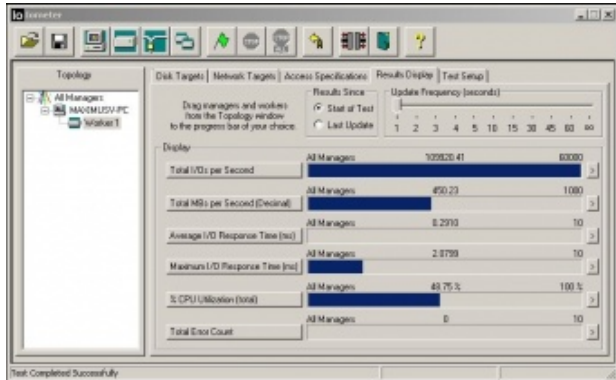 Iometer
Topology
All Managers
MAXIMUSV-PC
Worker 1
Disk Targets
Network Targets
Access Specifications
Results Display
Test Setup
Drag managers and workers
from the Topology window
to the progress bar of your choice.
Results Since
Start of Test
Last Update
Update Frequency (seconds)
1 2 3 4 5 10 15 30 45 60 ∞
Display
All Managers 109920.41 60000
Total I/Os per Second
All Managers 450.23 1000
Total MBs per Second (Decimal)
All Managers 0.2910 10
Average I/O Response Time (ms)
All Managers 2.0799 10
Maximum I/O Response Time (ms)
All Managers 48.75 % 100 %
% CPU Utilization (total)
All Managers 0 10
Total Error Count
Test Completed Successfully